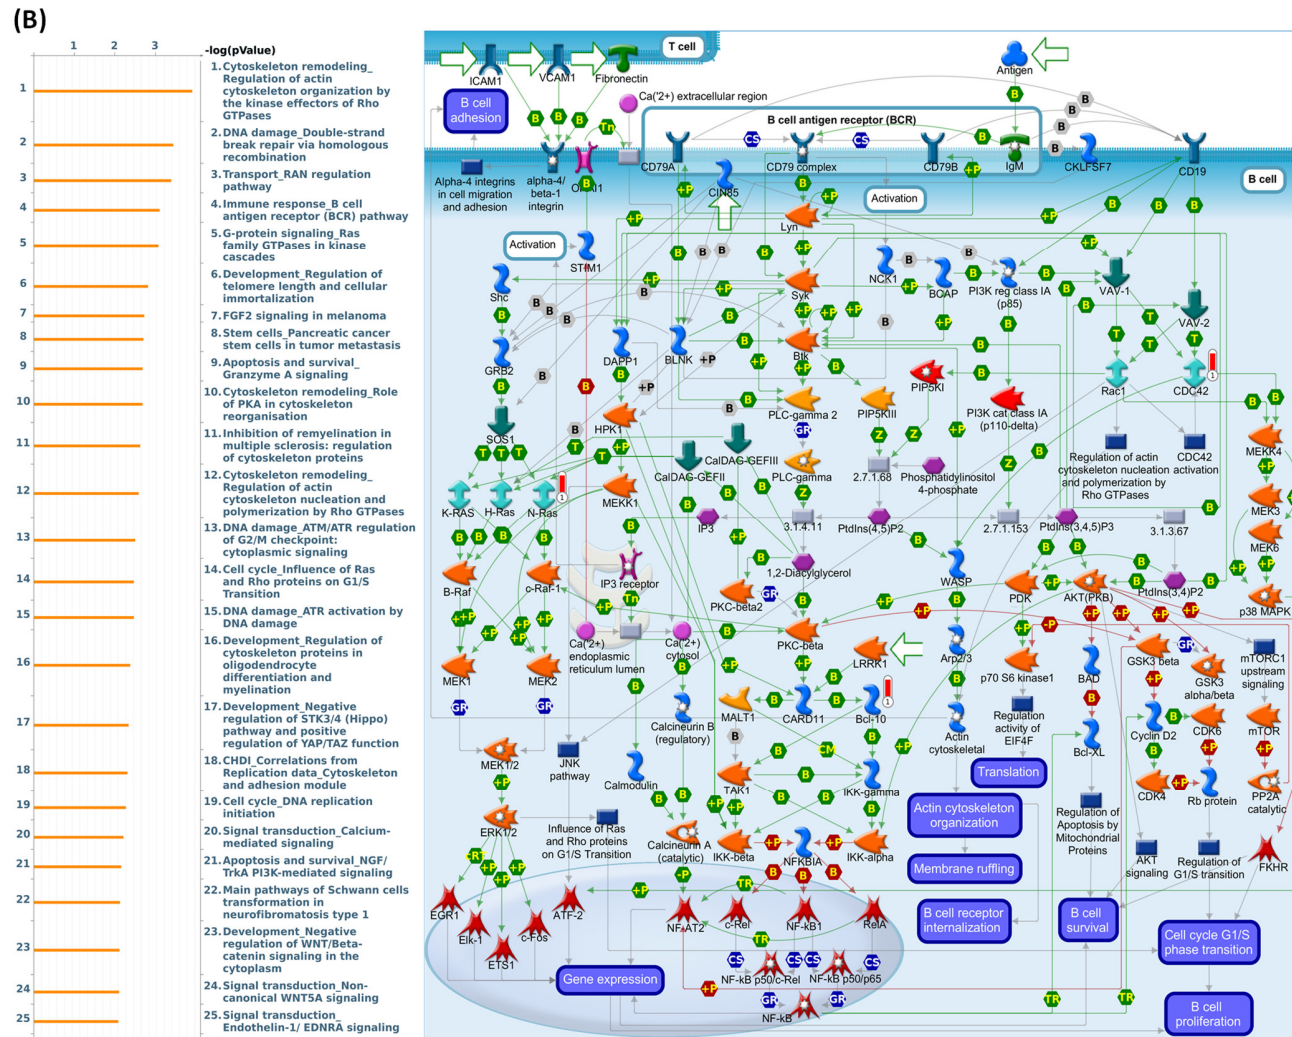 (B)
1 2 3
-log(pValue)
1 1.Cytoskeleton remodeling_
Regulation of actin
cytoskeleton organization by
the kinase effectors of Rho
GTPases
2 2.DNA damage_Double-strand
break repair via homologous
recombination
3 3.Transport_RAN regulation
pathway
4 4.Immune response_B cell
antigen receptor (BCR) pathway
5 5.G-protein signaling_Ras
family GTPases in kinase
cascades
6 6.Development_Regulation of
telomere length and cellular
immortalization
7 7.FGF2 signaling in melanoma
8 8.Stem cells_Pancreatic cancer
stem cells in tumor metastasis
9 9.Apoptosis and survival_
Granzyme A signaling
10 10.Cytoskeleton remodeling_Role
of PKA in cytoskeleton
reorganisation
11 11.Inhibition of remyelination in
multiple sclerosis: regulation
of cytoskeleton proteins
12 12.Cytoskeleton remodeling_
Regulation of actin
cytoskeleton nucleation and
polymerization by Rho GTPases
13 13.DNA damage_ATM/ATR regulation
of G2/M checkpoint:
cytoplasmic signaling
14 14.Cell cycle_Influence of Ras
and Rho proteins on G1/S
Transition
15 15.DNA damage_ATR activation by
DNA damage
16 16.Development_Regulation of
cytoskeleton proteins in
oligodendrocyte
differentiation and
myelination
17 17.Development_Negative
regulation of STK3/4 (Hippo)
pathway and positive
regulation of YAP/TAZ function
18 18.CHDI_Correlations from
Replication data_Cytoskeleton
and adhesion module
19 19.Cell cycle_DNA replication
initiation
20 20.Signal transduction_Calcium-
mediated signaling
21 21.Apoptosis and survival_NGF/
TrkA PI3K-mediated signaling
22 22.Main pathways of Schwann cells
transformation in
neurofibromatosis type 1
23 23.Development_Negative
regulation of WNT/Beta-
catenin signaling in the
cytoplasm
24 24.Signal transduction_Non-
canonical WNT5A signaling
25 25.Signal transduction_
Endothelin-1/ EDNRA signaling
T cell
ICAM1 VCAM1 Fibronectin
Antigen
Ca('2+) extracellular region
B cell
adhesion
B cell antigen receptor (BCR)
CD79A CD79 complex CD79B IgM CKLFSF7 CD19
Alpha-4 integrins
in cell migration
and adhesion
alpha-4/
beta-1
integrin
CIN85
B cell
Activation
Lyn
Activation
STIM1
Shc
Syk
NCK1
BCAP
PI3K reg class IA
(p85)
VAV-1
VAV-2
GRB2
DAPP1
BLNK
Btk
PIP5KI
Rac1
CDC42
PLC-gamma 2
PIP5KIII
PI3K cat class IA
(p110-delta)
SOS1
HPK1
CalDAG-GEFIII
CalDAG-GEFII
PLC-gamma
2.7.1.68
Phosphatidylinositol
4-phosphate
Regulation of actin
cytoskeleton nucleation
and polymerization by
Rho GTPases
CDC42
activation
MEKK4
K-RAS H-Ras N-Ras
MEKK1
IP3
3.1.4.11
PtdIns(4,5)P2
2.7.1.153
PtdIns(3,4,5)P3
3.1.3.67
MEK3
MEK6
B-Raf
c-Raf-1
IP3 receptor
1,2-Diacylglycerol
PKC-beta2
WASP
PDK
AKT(PKB)
PtdIns(3,4)P2
p38 MAPK
Ca('2+)
endoplasmic
reticulum lumen
Ca('2+)
cytosol
PKC-beta
LRRK1
Arp2/3
p70 S6 kinase1
BAD
GSK3 beta
GSK3
alpha/beta
mTORC1
upstream
signaling
MEK1 MEK2
Calcineurin B
(regulatory)
MALT1
CARD11
Bcl-10
Actin
cytoskeletal
Regulation
activity of
EIF4F
Bcl-XL
Cyclin D2
CDK6
mTOR
MEK1/2
JNK
pathway
Calmodulin
TAK1
IKK-gamma
Translation
CDK4
Rb protein
PP2A
catalytic
ERK1/2
Influence of Ras
and Rho proteins
on G1/S Transition
Calcineurin A
(catalytic)
IKK-beta
NFKBIA
IKK-alpha
Actin cytoskeleton
organization
Regulation of
Apoptosis by
Mitochondrial
Proteins
AKT
signaling
Regulation of
G1/S transition
FKHR
Membrane ruffling
EGR1
Elk-1
ETS1
c-Fos
ATF-2
NF-AT2
c-Rel
NF-kB1
RelA
B cell receptor
internalization
B cell
survival
Cell cycle G1/S
phase transition
Gene expression
NF-kB p50/c-Rel
NF-kB p50/p65
NF-kB
B cell
proliferation